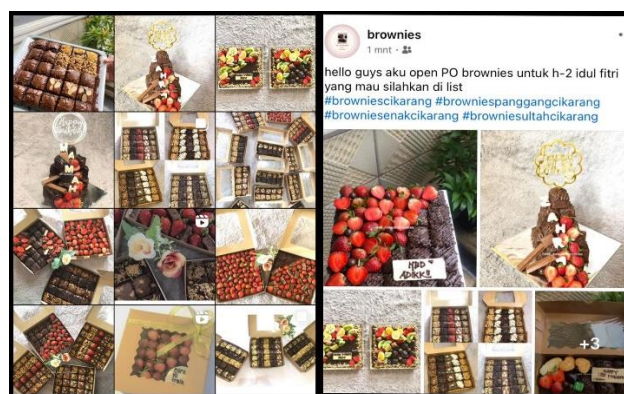 brownies
1 mnt ·
hello guys aku open PO brownies untuk h-2 idul fitri
yang mau silahkan di list
#browniescikarang #browniespanggangcikarang
#browniesenakcikarang #browniesultahcikarang
HBD
ADIKK!!
+3